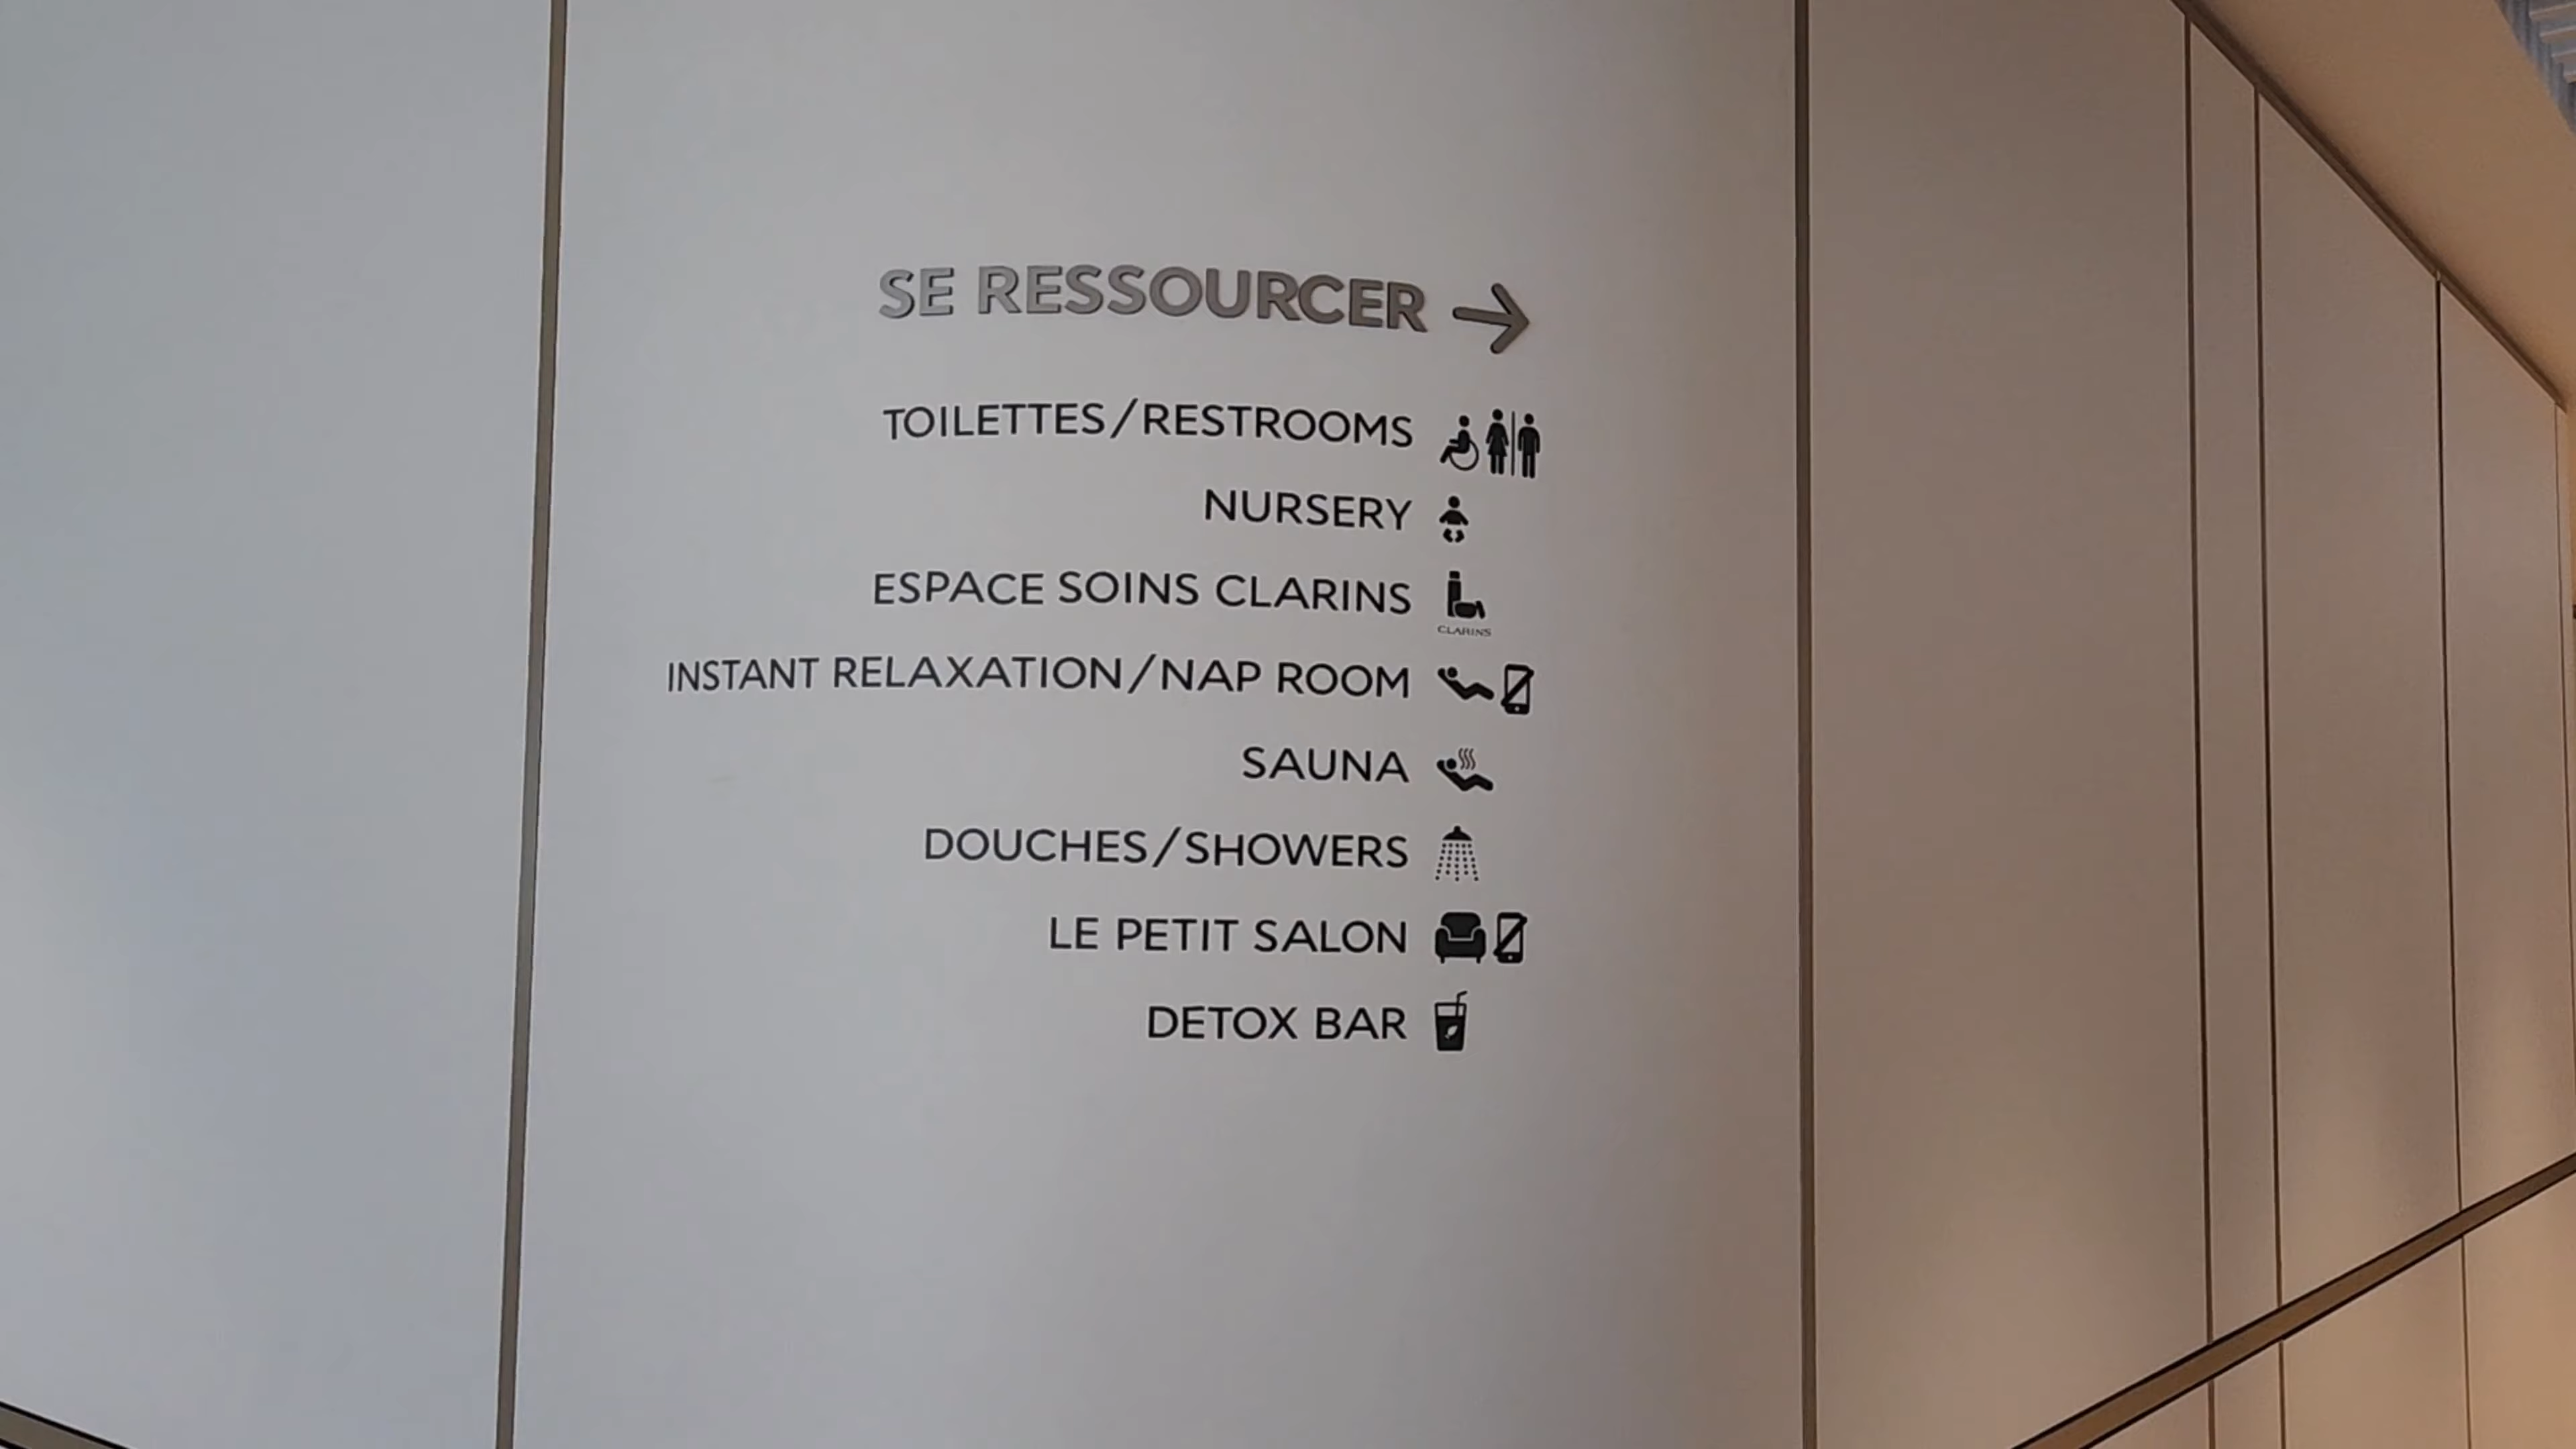 SE RESSOURCER →
TOILETTES/RESTROOMS
NURSERY
ESPACE SOINS CLARINS
CLARINS
INSTANT RELAXATION/NAP ROOM
SAUNA
DOUCHES/SHOWERS
LE PETIT SALON
DETOX BAR